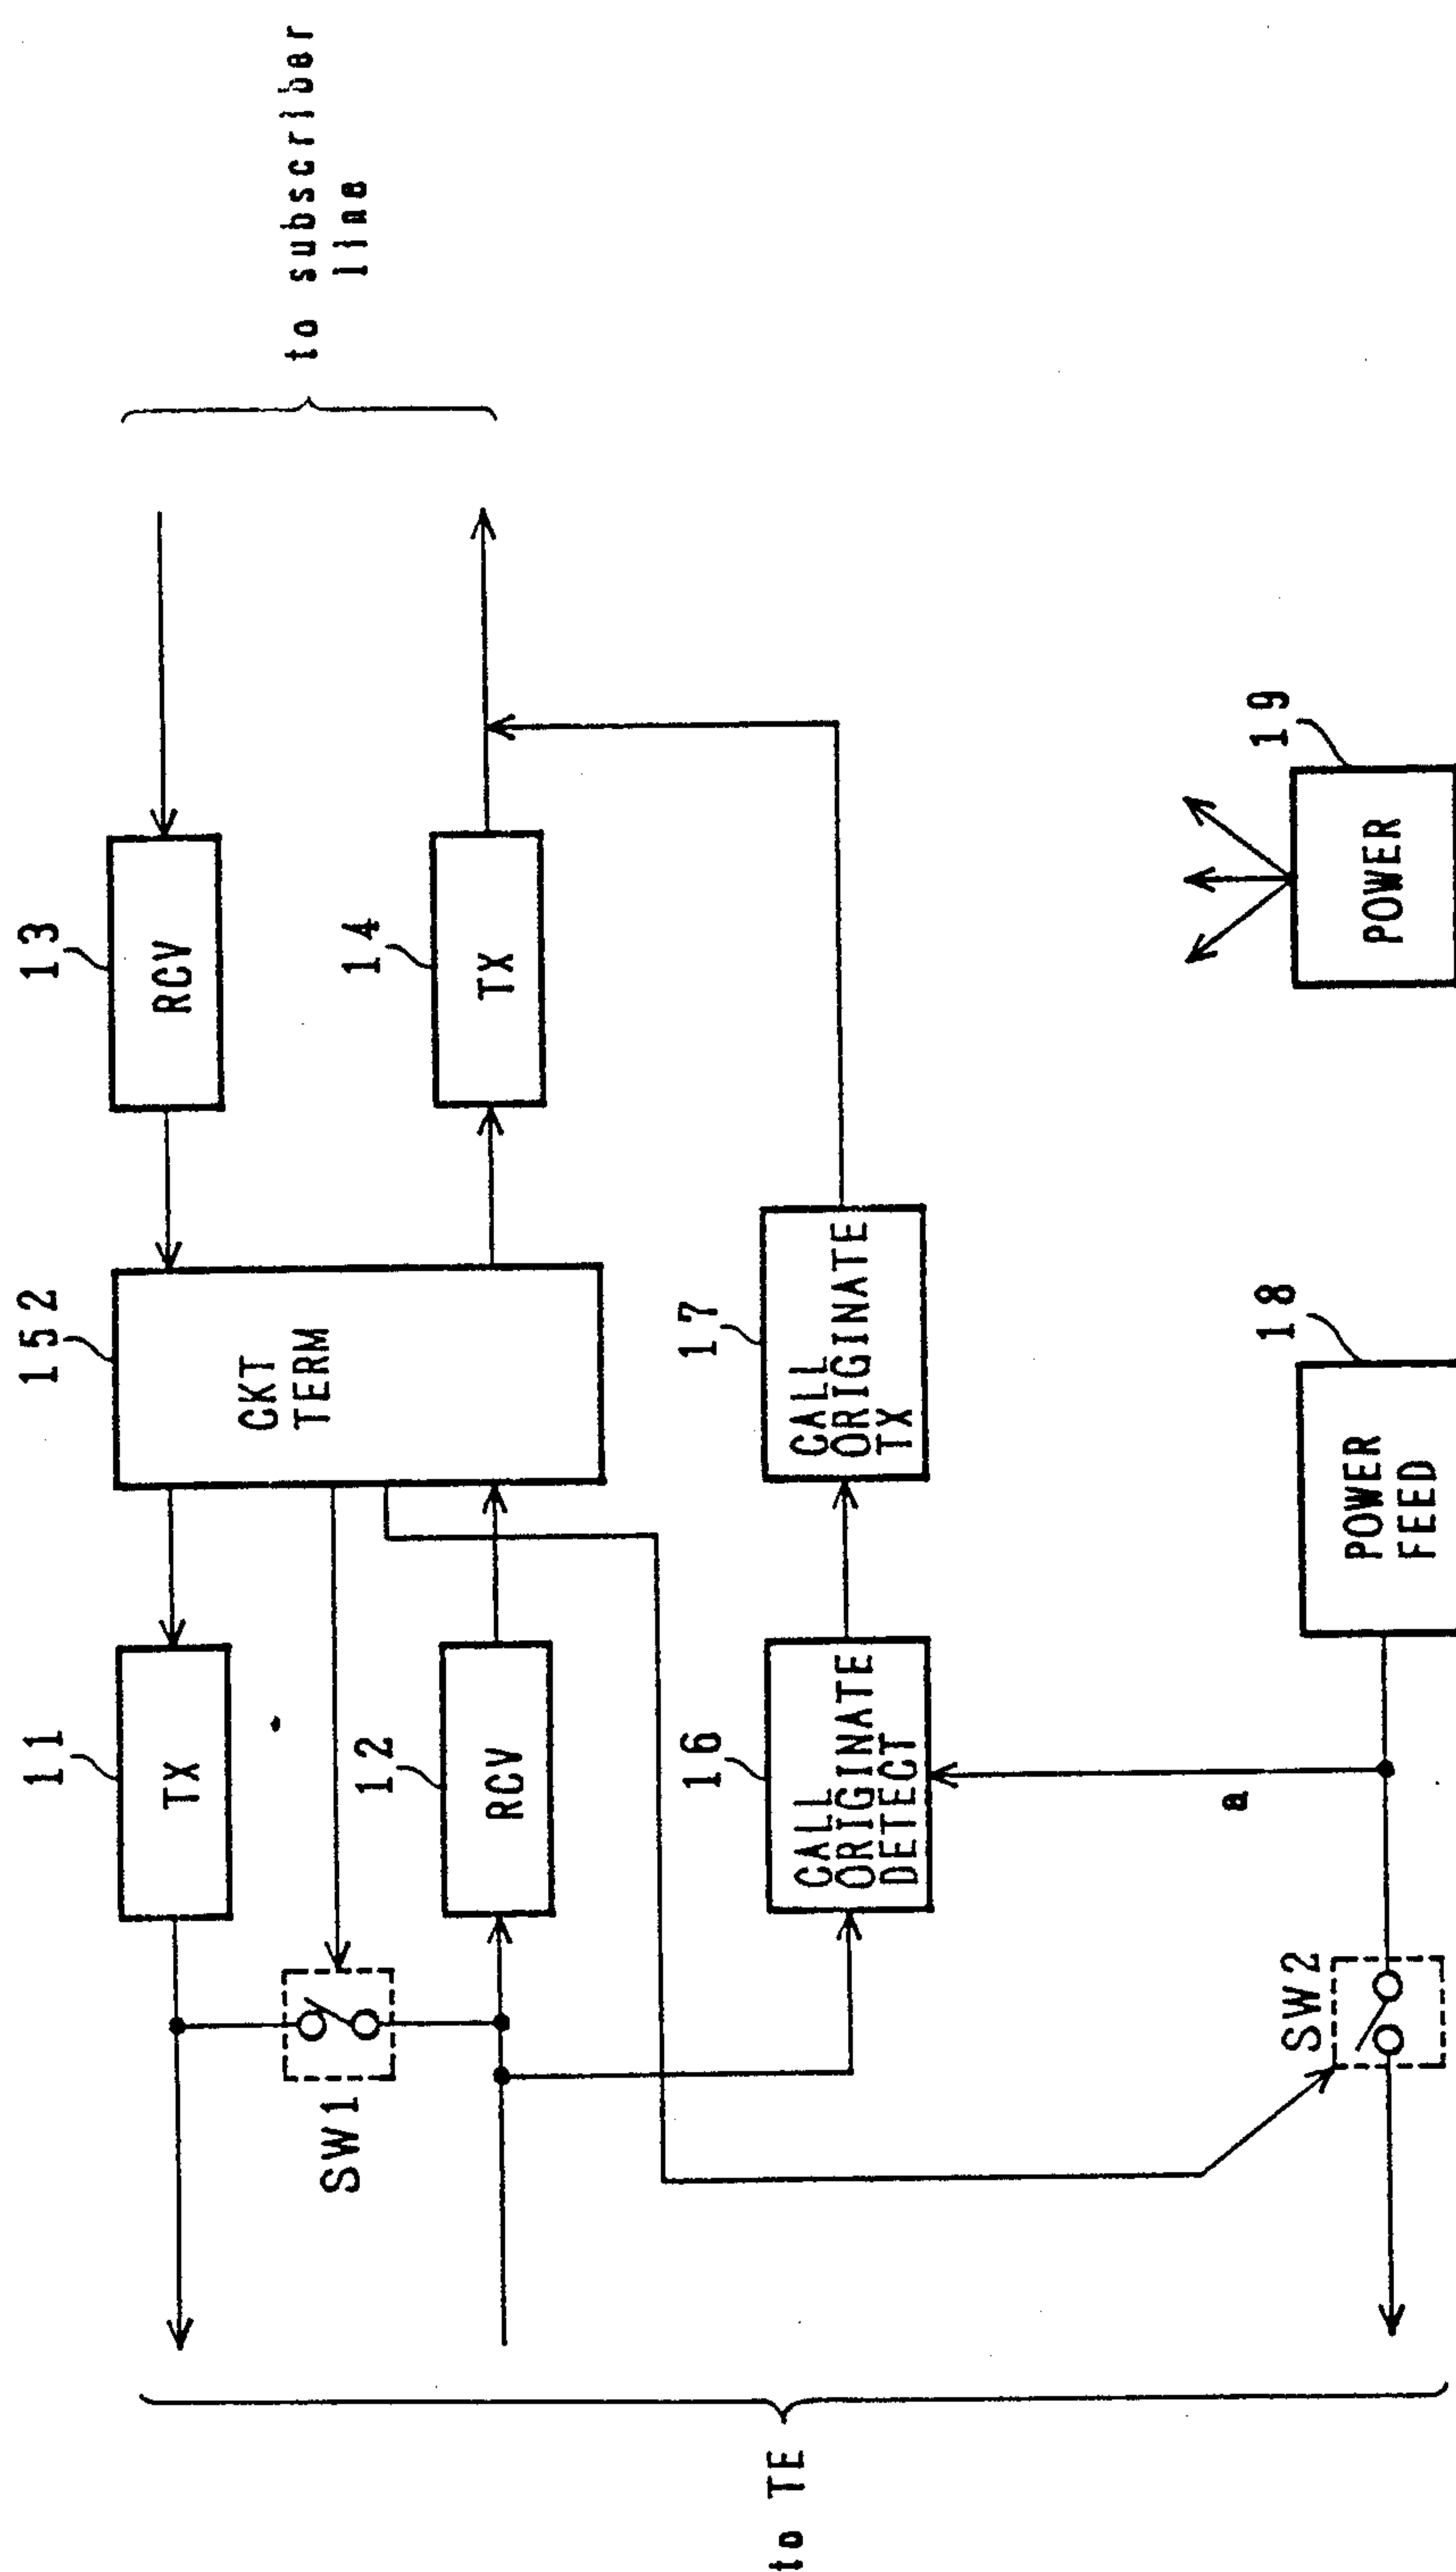 to subscriber
line
13
RCV
14
TX
152
CKT
TERM
11
TX
12
RCV
SW1
17
CALL
ORIGINATE
TX
16
CALL
ORIGINATE
DETECT
a
19
POWER
18
POWER
FEED
SW2
to TE